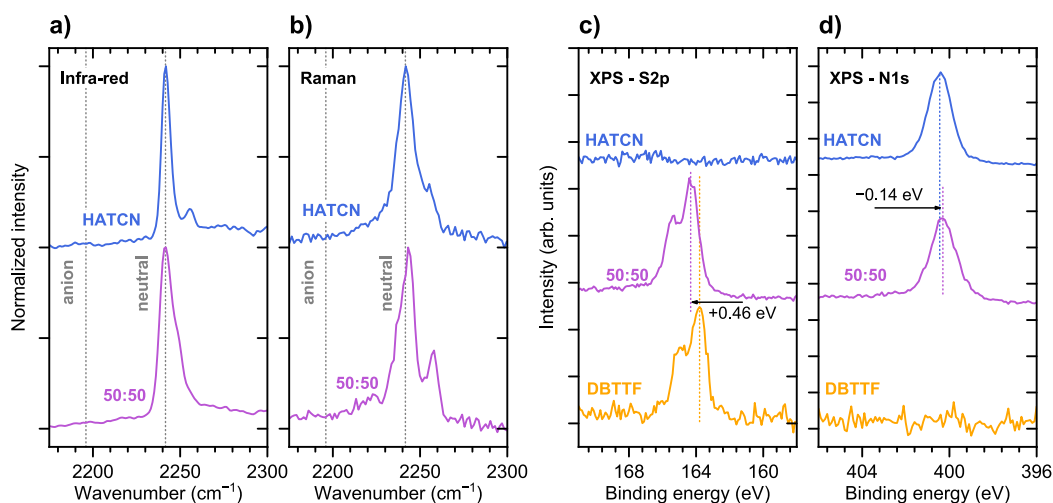 a)
b)
c)
d)
Infra-red
Raman
XPS - S2p
XPS - N1s
Normalized intensity
Intensity (arb. units)
HATCN
HATCN
HATCN
HATCN
anion
neutral
anion
neutral
50:50
50:50
50:50
50:50
−0.14 eV
+0.46 eV
DBTTF
DBTTF
2200 2250 2300
2200 2250 2300
168 164 160
404 400 396
Wavenumber (cm⁻¹)
Wavenumber (cm⁻¹)
Binding energy (eV)
Binding energy (eV)